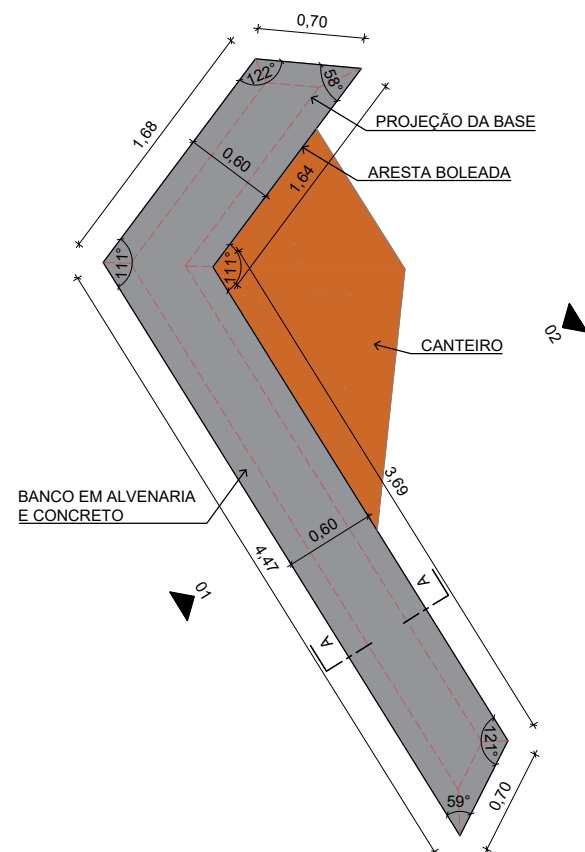 0,70
122°
58°
1,68
PROJEÇÃO DA BASE
0,60
ARESTA BOLEADA
1,64
111°
111°
02
CANTEIRO
BANCO EM ALVENARIA
E CONCRETO
3,69
0,60
4,47
A
01
A
121°
59°
0,70